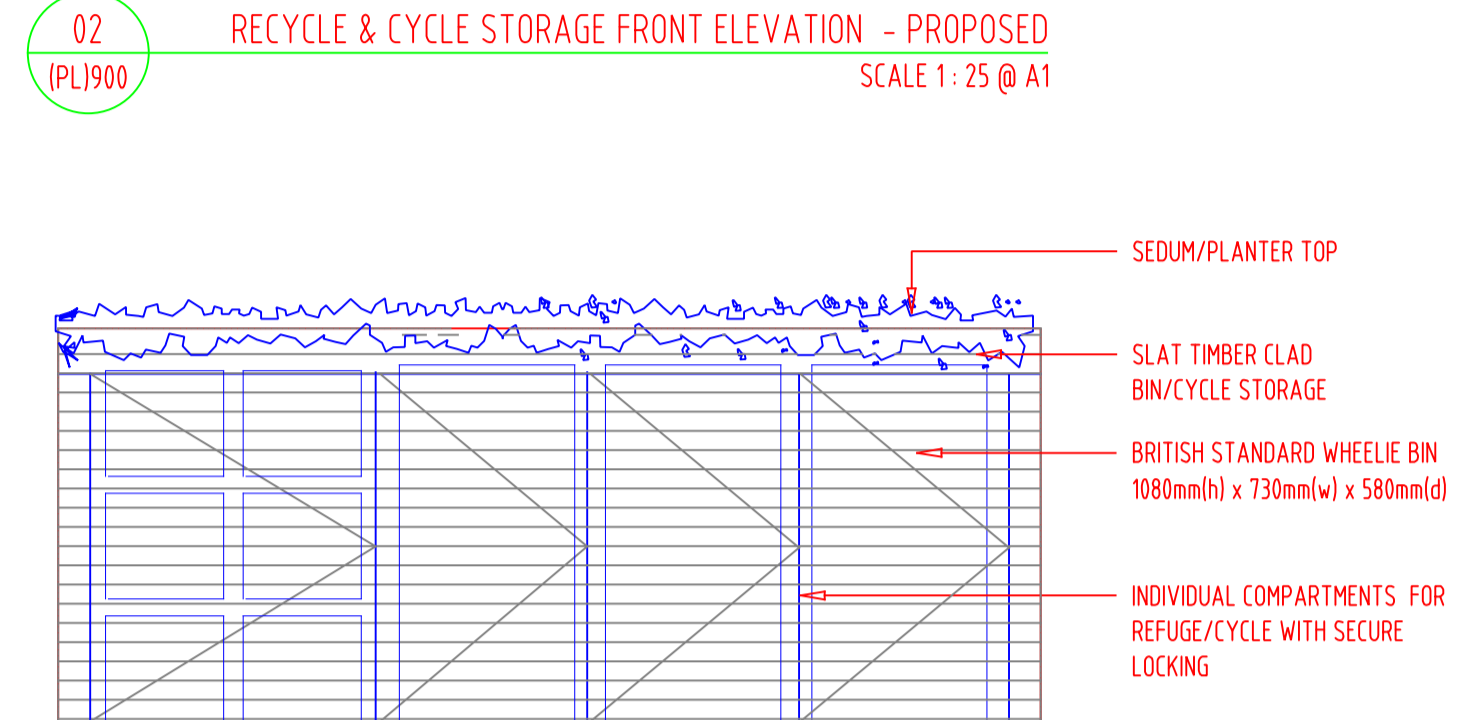 02
(PL)900
RECYCLE & CYCLE STORAGE FRONT ELEVATION - PROPOSED
SCALE 1 : 25 @ A1
SEDUM/PLANTER TOP
SLAT TIMBER CLAD
BIN/CYCLE STORAGE
BRITISH STANDARD WHEELIE BIN
1080mm(h) x 730mm(w) x 580mm(d)
INDIVIDUAL COMPARTMENTS FOR
REFUGE/CYCLE WITH SECURE
LOCKING